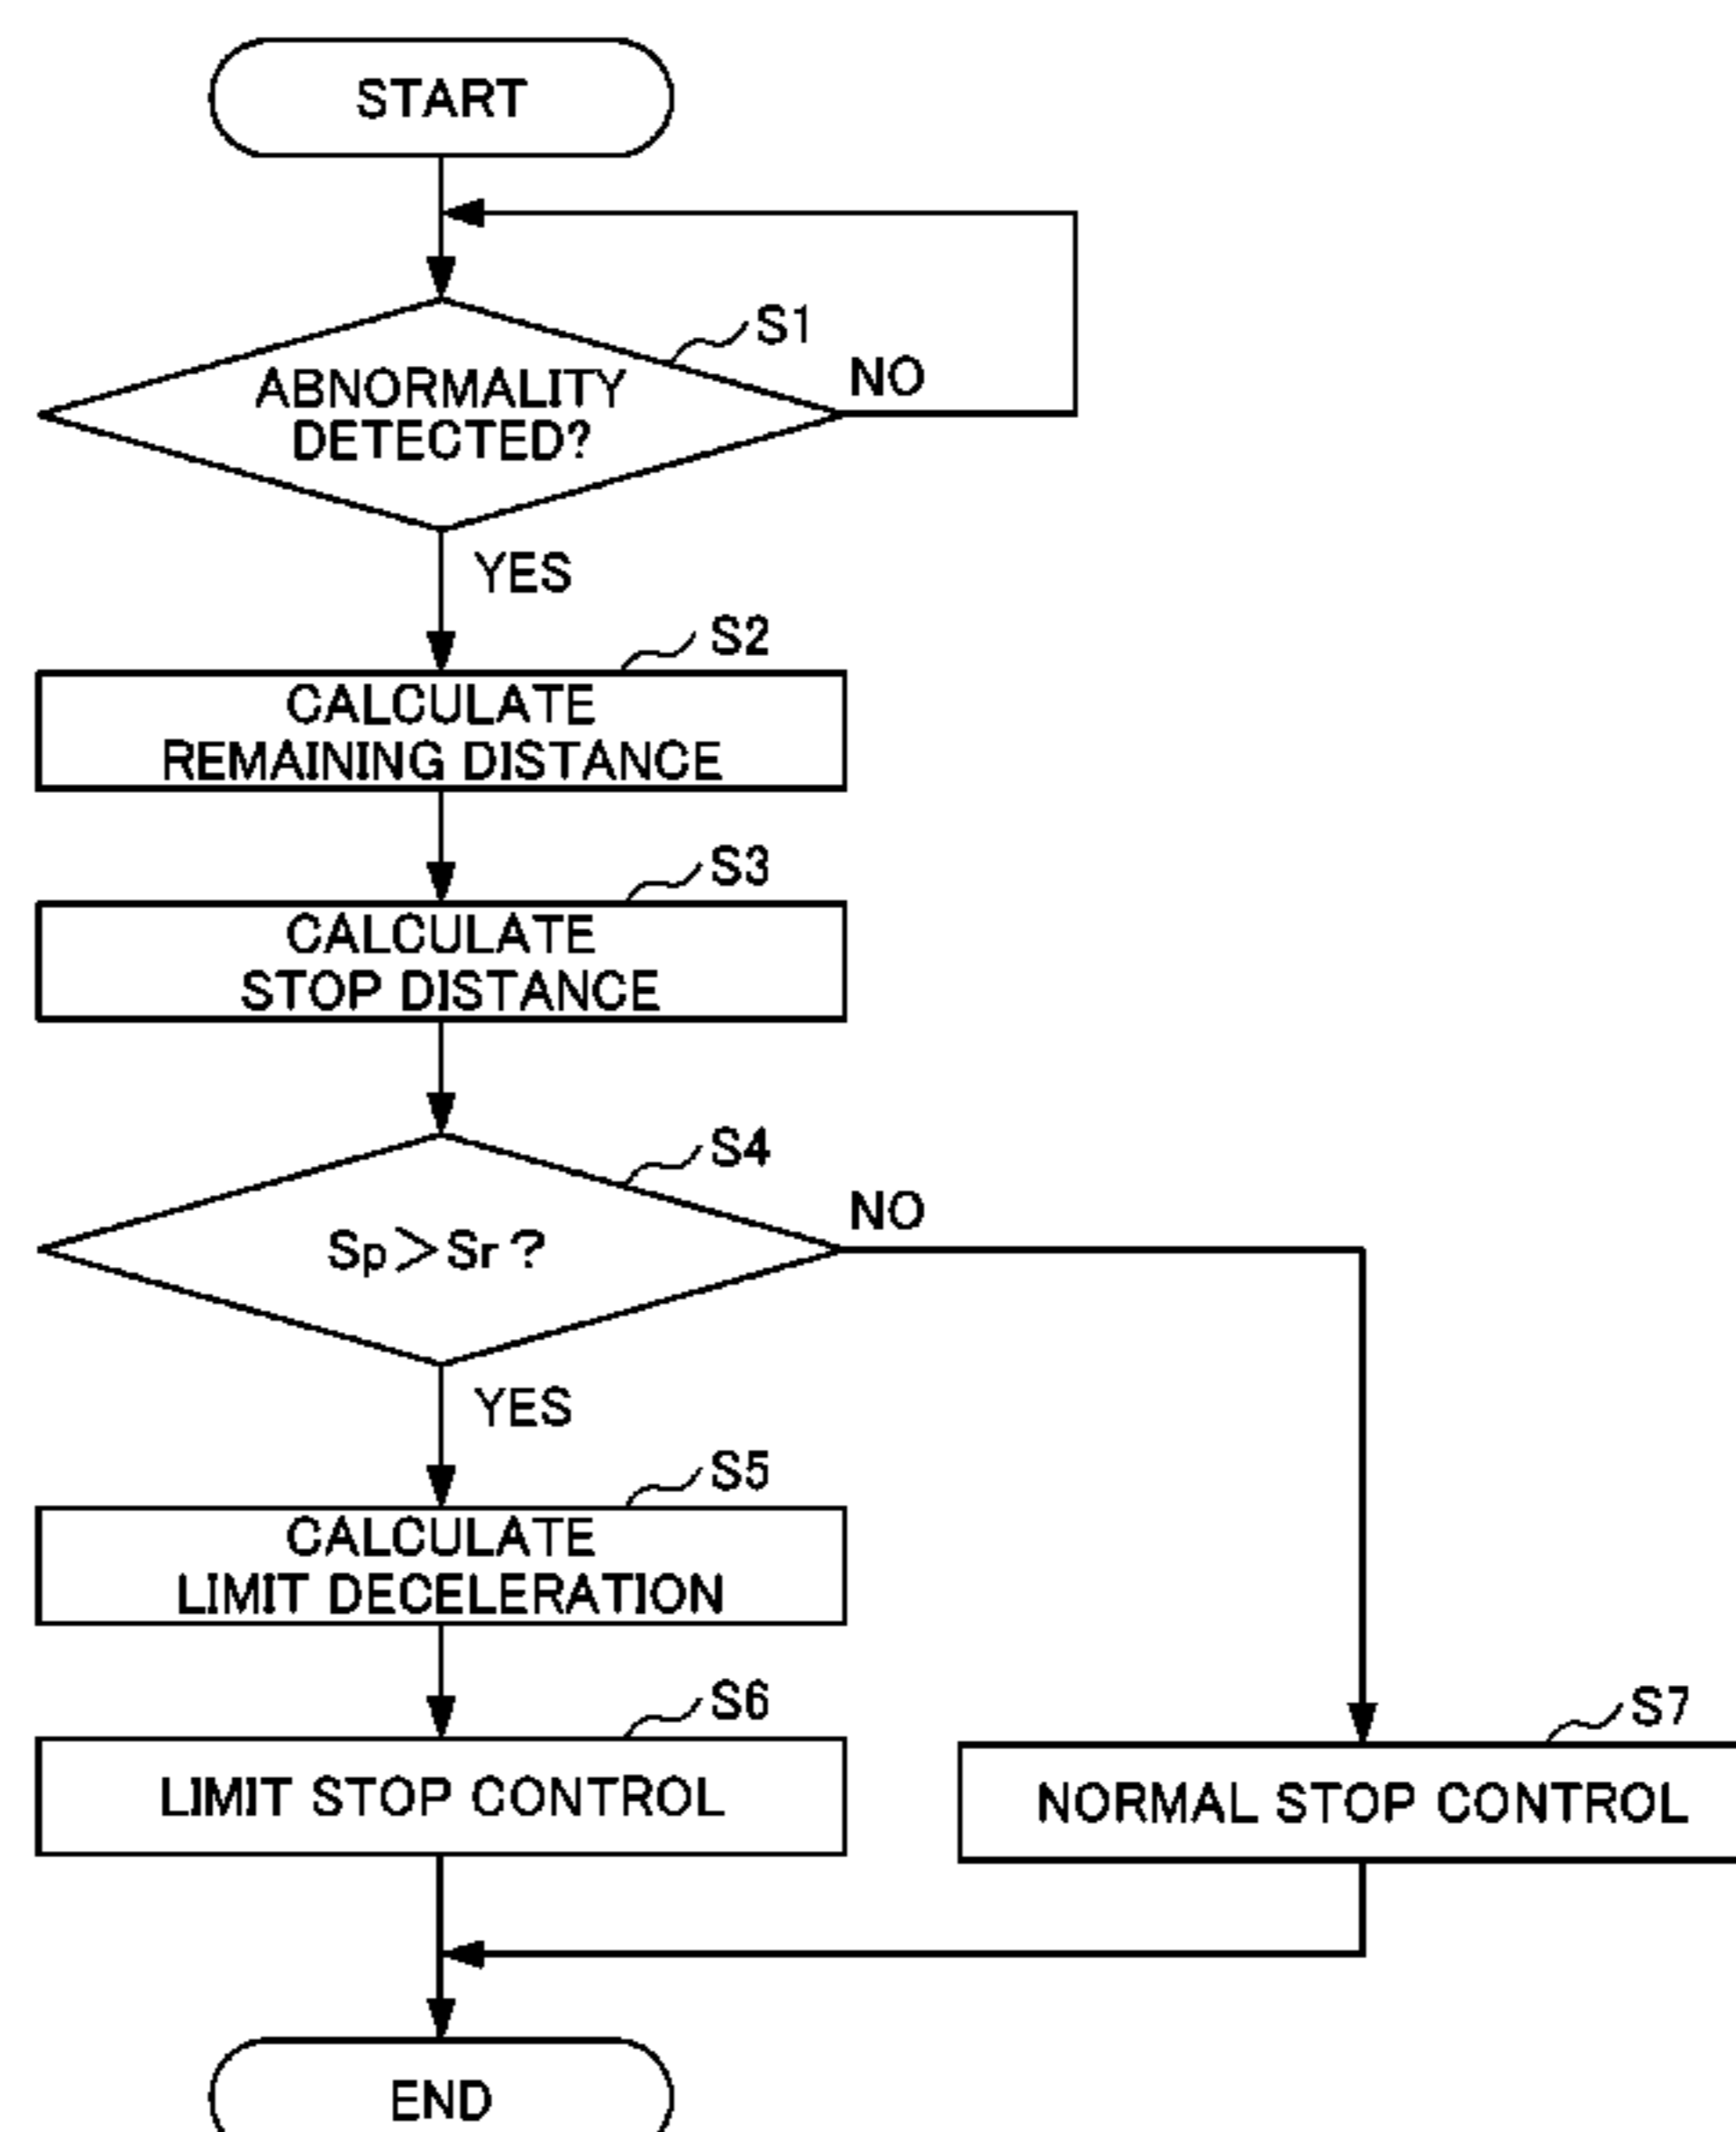 START
S1
ABNORMALITY
DETECTED?
NO
YES
S2
CALCULATE
REMAINING DISTANCE
S3
CALCULATE
STOP DISTANCE
S4
Sp＞Sr?
NO
YES
S5
CALCULATE
LIMIT DECELERATION
S6
LIMIT STOP CONTROL
S7
NORMAL STOP CONTROL
END